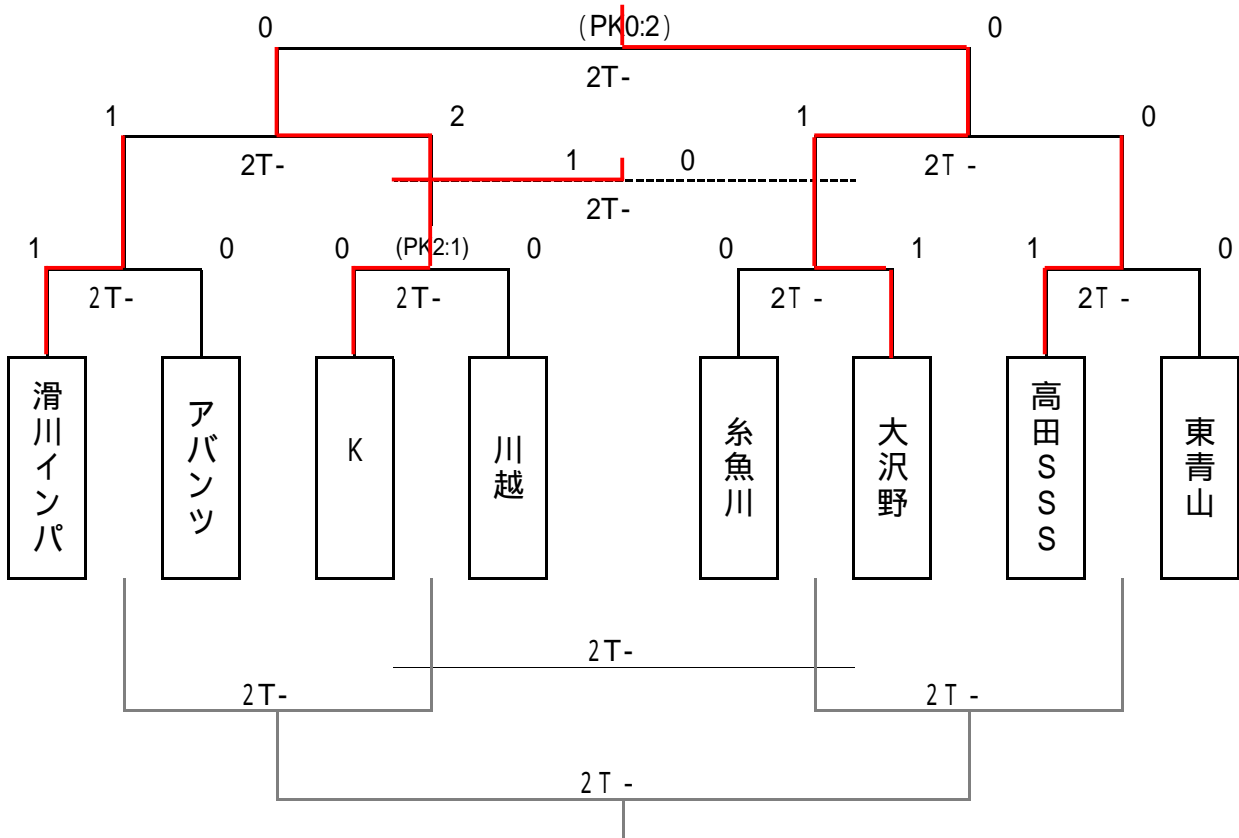 0 (PK0:2) 0
2T-
1 2 1 0
2T- 1 0 2T -
2T-
1 0 0 (PK2:1) 0 0 1 1 0
2T- 2T- 2T - 2T -
滑川インパ
アバンツ
K
川越
糸魚川
大沢野
高田SSS
東青山
2T-
2T- 2T -
2T -